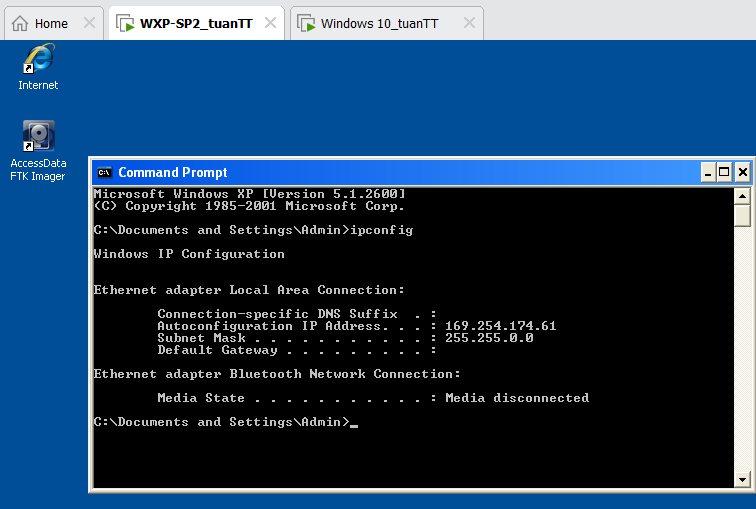 Home
WXP-SP2_tuanTT
Windows 10_tuanTT
Internet
AccessData
FTK Imager
Command Prompt
Microsoft Windows XP [Version 5.1.2600]
(C) Copyright 1985-2001 Microsoft Corp.
C:\Documents and Settings\Admin>ipconfig
Windows IP Configuration
Ethernet adapter Local Area Connection:
Connection-specific DNS Suffix  . :
Autoconfiguration IP Address. . . : 169.254.174.61
Subnet Mask . . . . . . . . . . . : 255.255.0.0
Default Gateway . . . . . . . . . :
Ethernet adapter Bluetooth Network Connection:
Media State . . . . . . . . . . . : Media disconnected
C:\Documents and Settings\Admin>_